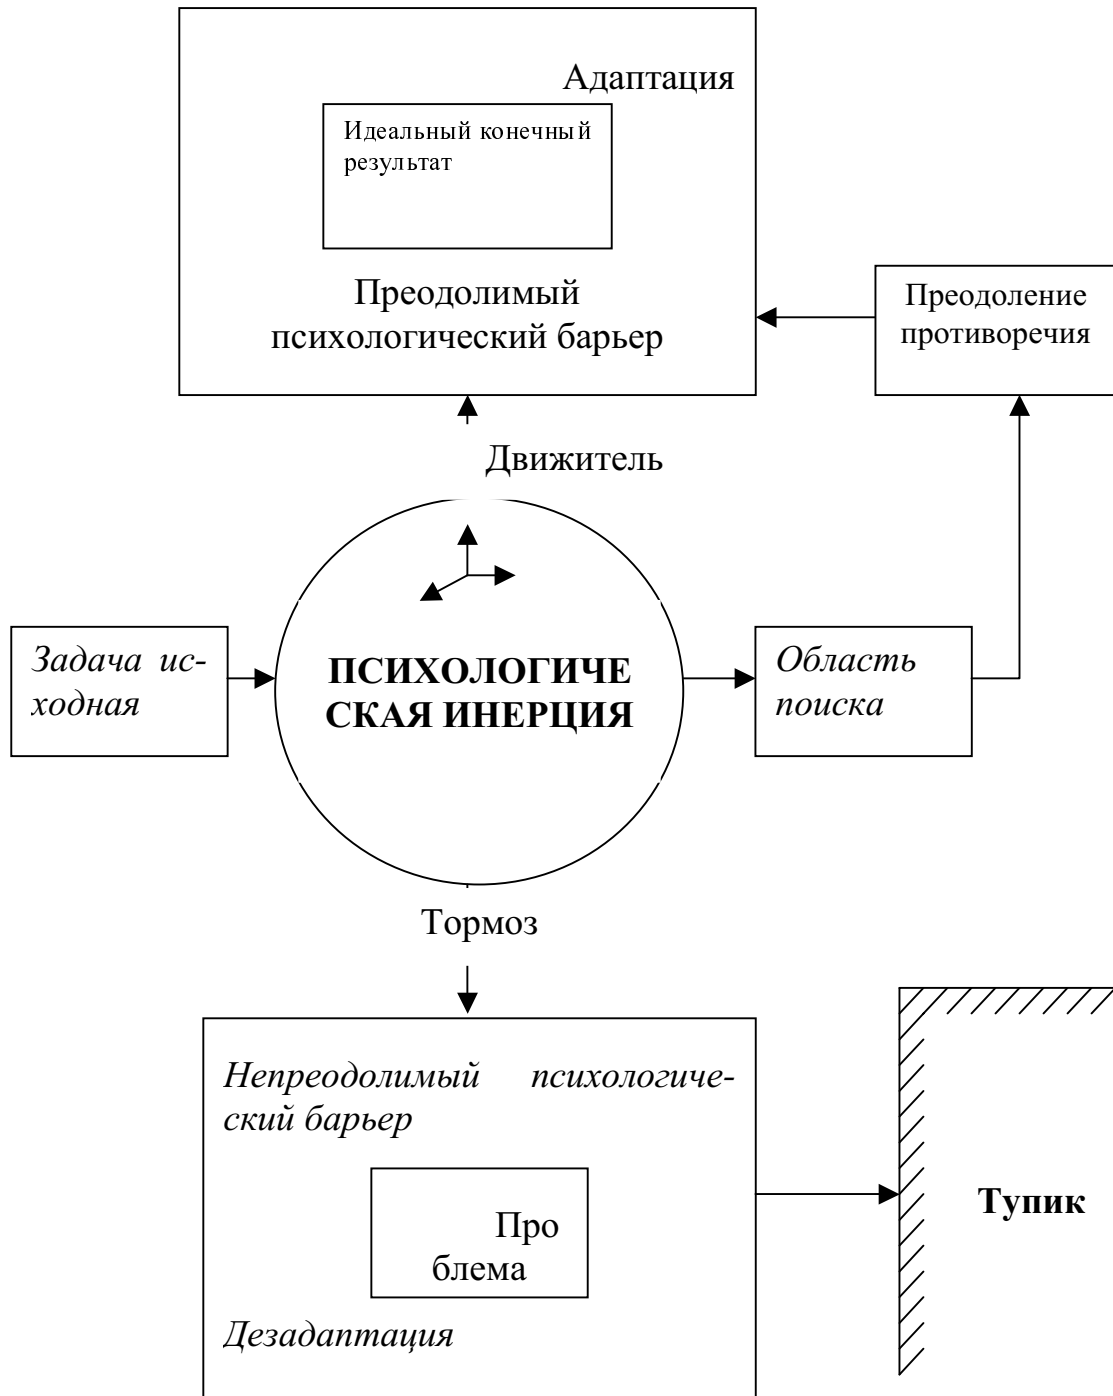 Адаптация
Идеальный конечный
результат
Преодолимый
психологический барьер
Преодоление
противоречия
Движитель
Задача ис-
ходная
ПСИХОЛОГИЧЕ
СКАЯ ИНЕРЦИЯ
Область
поиска
Тормоз
Непреодолимый психологиче-
ский барьер
Про
блема
Дезадаптация
Тупик